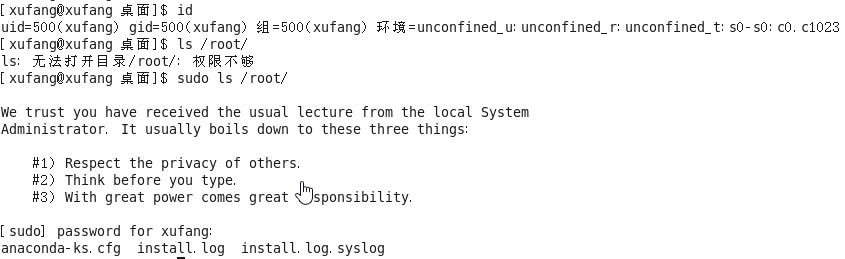 [xufang@xufang 桌面]$ id
uid=500(xufang) gid=500(xufang) 组=500(xufang) 环境=unconfined_u:unconfined_r:unconfined_t:s0-s0:c0.c1023
[xufang@xufang 桌面]$ ls /root/
ls: 无法打开目录/root/: 权限不够
[xufang@xufang 桌面]$ sudo ls /root/
We trust you have received the usual lecture from the local System
Administrator. It usually boils down to these three things:
#1) Respect the privacy of others.
#2) Think before you type.
#3) With great power comes great sponsibility.
[sudo] password for xufang:
anaconda-ks.cfg install.log install.log.syslog